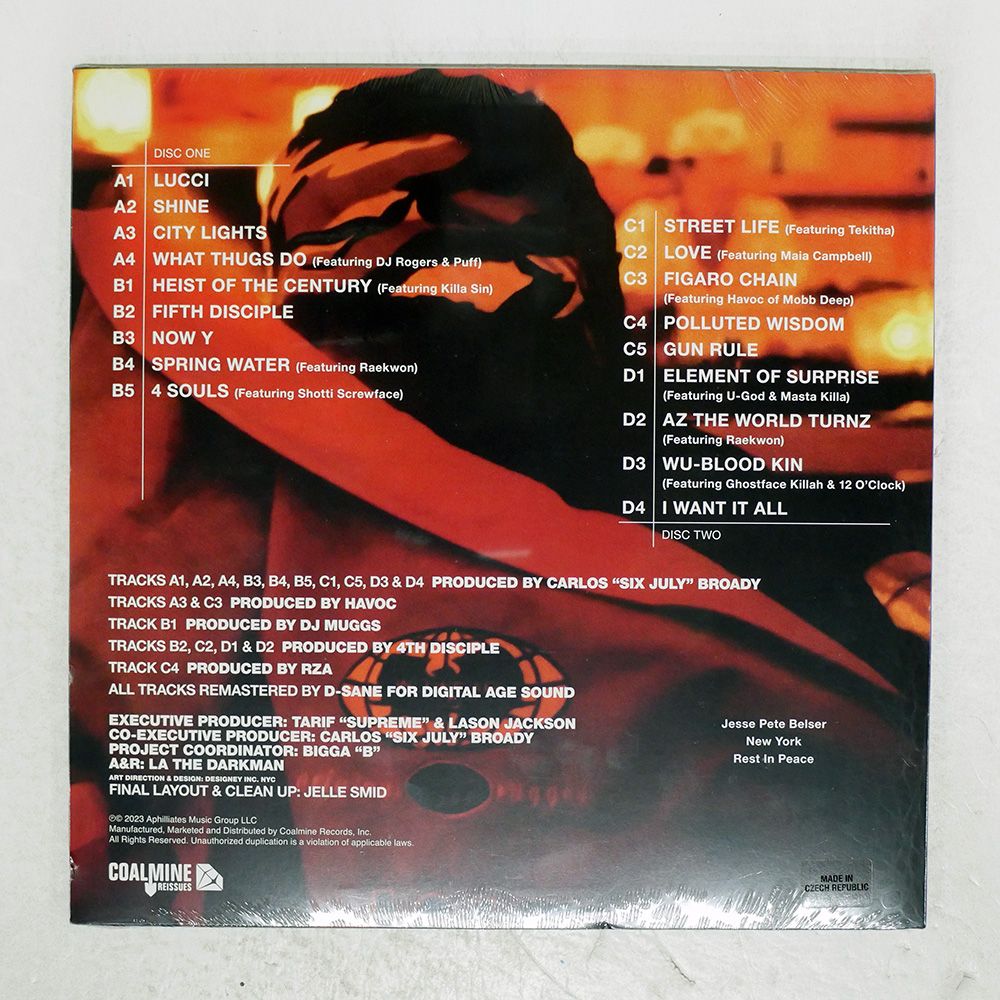 DISC ONE
A1 LUCCI
A2 SHINE
A3 CITY LIGHTS
A4 WHAT THUGS DO (Featuring DJ Rogers & Puff)
B1 HEIST OF THE CENTURY (Featuring Killa Sin)
B2 FIFTH DISCIPLE
B3 NOW Y
B4 SPRING WATER (Featuring Raekwon)
B5 4 SOULS (Featuring Shotti Screwface)
C1 STREET LIFE (Featuring Tekitha)
C2 LOVE (Featuring Maia Campbell)
C3 FIGARO CHAIN
(Featuring Havoc of Mobb Deep)
C4 POLLUTED WISDOM
C5 GUN RULE
D1 ELEMENT OF SURPRISE
(Featuring U-God & Masta Killa)
D2 AZ THE WORLD TURNZ
(Featuring Raekwon)
D3 WU-BLOOD KIN
(Featuring Ghostface Killah & 12 O'Clock)
D4 I WANT IT ALL
DISC TWO
TRACKS A1, A2, A4, B3, B4, B5, C1, C5, D3 & D4 PRODUCED BY CARLOS "SIX JULY" BROADY
TRACKS A3 & C3 PRODUCED BY HAVOC
TRACK B1 PRODUCED BY DJ MUGGS
TRACKS B2, C2, D1 & D2 PRODUCED BY 4TH DISCIPLE
TRACK C4 PRODUCED BY RZA
ALL TRACKS REMASTERED BY D-SANE FOR DIGITAL AGE SOUND
EXECUTIVE PRODUCER: TARIF "SUPREME" & LASON JACKSON
CO-EXECUTIVE PRODUCER: CARLOS "SIX JULY" BROADY
PROJECT COORDINATOR: BIGGA "B"
A&R: LA THE DARKMAN
ART DIRECTION & DESIGN: DESIGNEY INC. NYC
FINAL LAYOUT & CLEAN UP: JELLE SMID
Jesse Pete Belser
New York
Rest In Peace
℗© 2023 Aphilliates Music Group LLC
Manufactured, Marketed and Distributed by Coalmine Records, Inc.
All Rights Reserved. Unauthorized duplication is a violation of applicable laws.
COALMINE
REISSUES
MADE IN
CZECH REPUBLIC